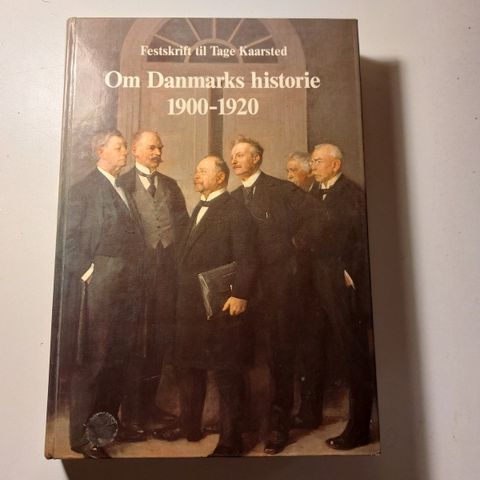 Festskrift til Tage Kaarsted
Om Danmarks historie
1900-1920